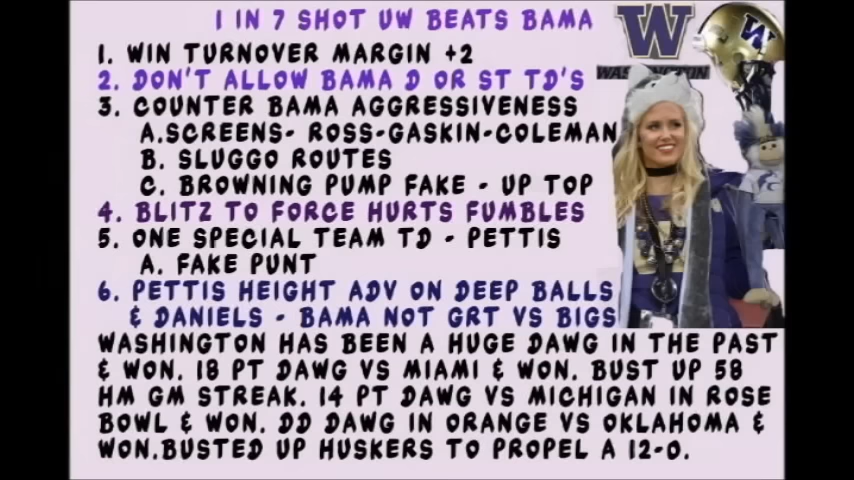 1 IN 7 SHOT UW BEATS BAMA
1. WIN TURNOVER MARGIN +2
2. DON'T ALLOW BAMA D OR ST TD'S
3. COUNTER BAMA AGGRESSIVENESS
A.SCREENS- ROSS-GASKIN-COLEMAN
B. SLUGGO ROUTES
C. BROWNING PUMP FAKE - UP TOP
4. BLITZ TO FORCE HURTS FUMBLES
5. ONE SPECIAL TEAM TD - PETTIS
A. FAKE PUNT
6. PETTIS HEIGHT ADV ON DEEP BALLS
& DANIELS - BAMA NOT GRT VS BIGS
WASHINGTON HAS BEEN A HUGE DAWG IN THE PAST
& WON. 18 PT DAWG VS MIAMI & WON. BUST UP 58
HM GM STREAK. 14 PT DAWG VS MICHIGAN IN ROSE
BOWL & WON. DD DAWG IN ORANGE VS OKLAHOMA &
WON.BUSTED UP HUSKERS TO PROPEL A 12-0.
W
WASHINGTON
W